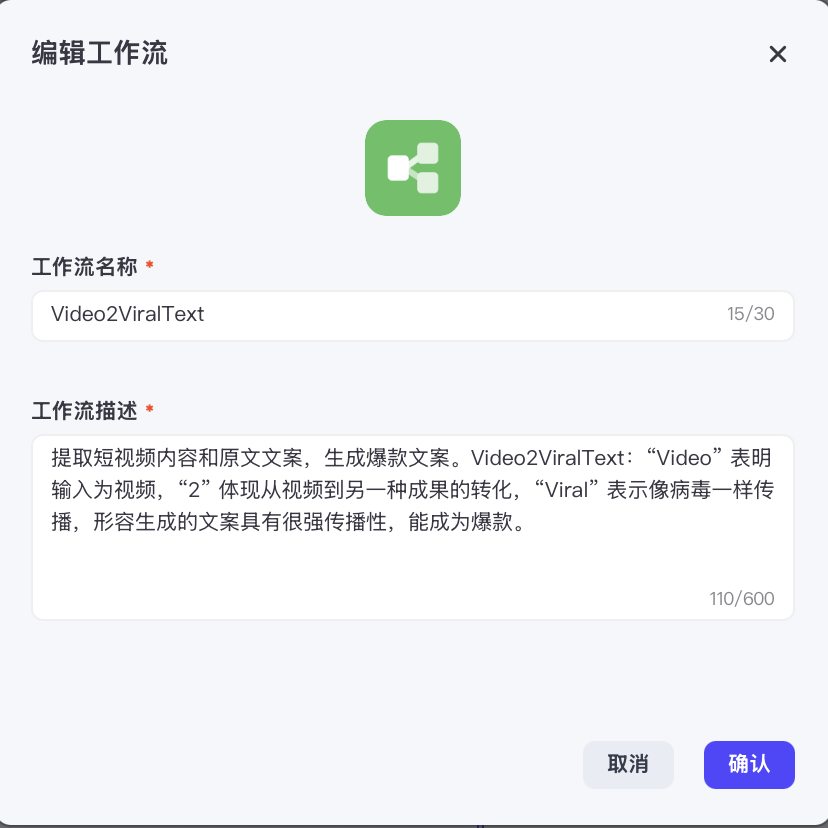 编辑工作流
工作流名称 *
Video2ViralText
15/30
工作流描述 *
提取短视频内容和原文文案，生成爆款文案。Video2ViralText：“Video”表明
输入为视频，“2”体现从视频到另一种成果的转化，“Viral”表示像病毒一样传
播，形容生成的文案具有很强传播性，能成为爆款。
110/600
取消
确认